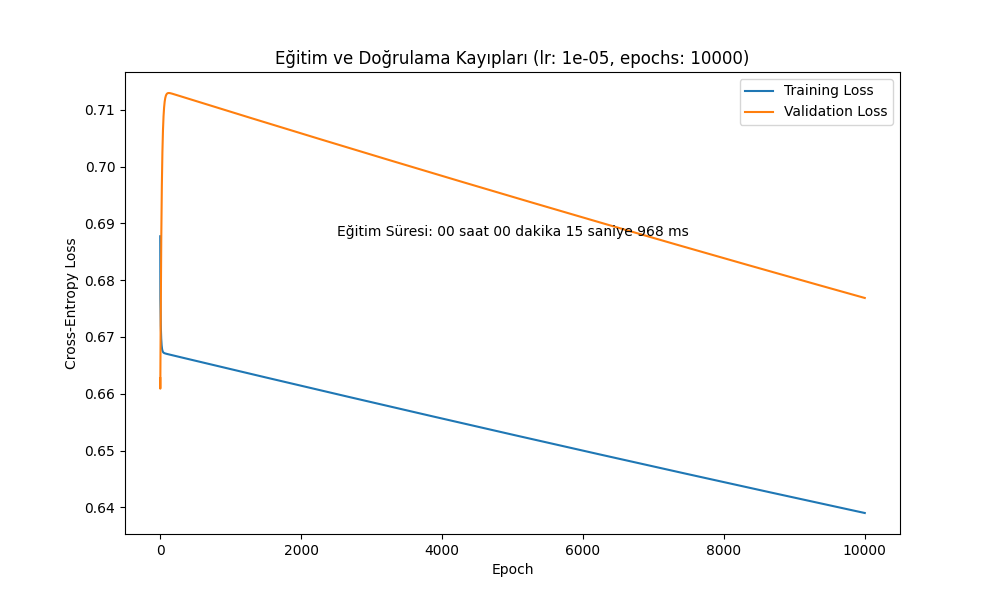 Eğitim ve Doğrulama Kayıpları (lr: 1e-05, epochs: 10000)
Training Loss
Validation Loss
0.71
0.70
0.69
0.68
0.67
0.66
0.65
0.64
Cross-Entropy Loss
Eğitim Süresi: 00 saat 00 dakika 15 saniye 968 ms
0
2000
4000
6000
8000
10000
Epoch